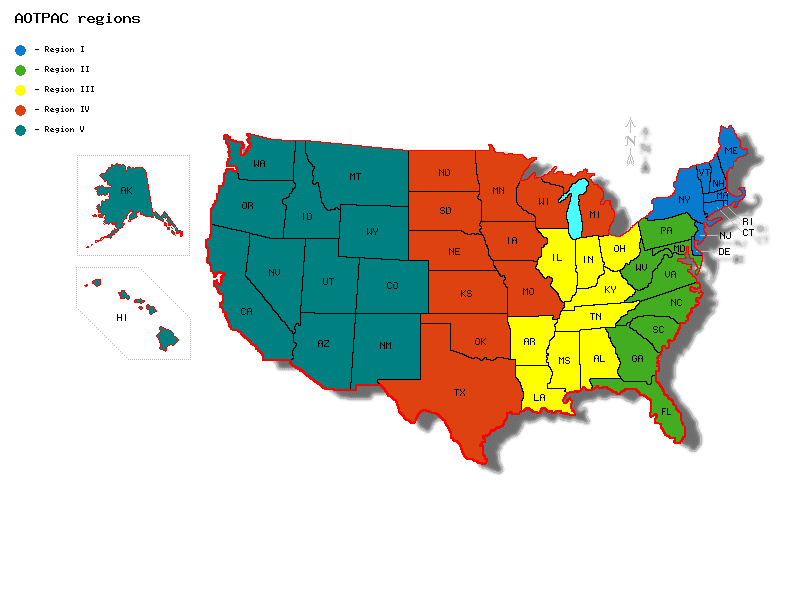 AOTPAC regions
- Region I
- Region II
- Region III
- Region IV
- Region V
N
N
ME
WA
VT
NH
AK
MT
ND
MN
MA
NY
OR
ID
SD
WI
MI
RI
CT
WY
PA
NJ
IA
OH
MD
DE
NE
IL
IN
NV
UT
CO
WV
VA
KS
MO
KY
CA
HI
NC
TN
AZ
NM
OK
AR
SC
MS
AL
GA
TX
LA
FL